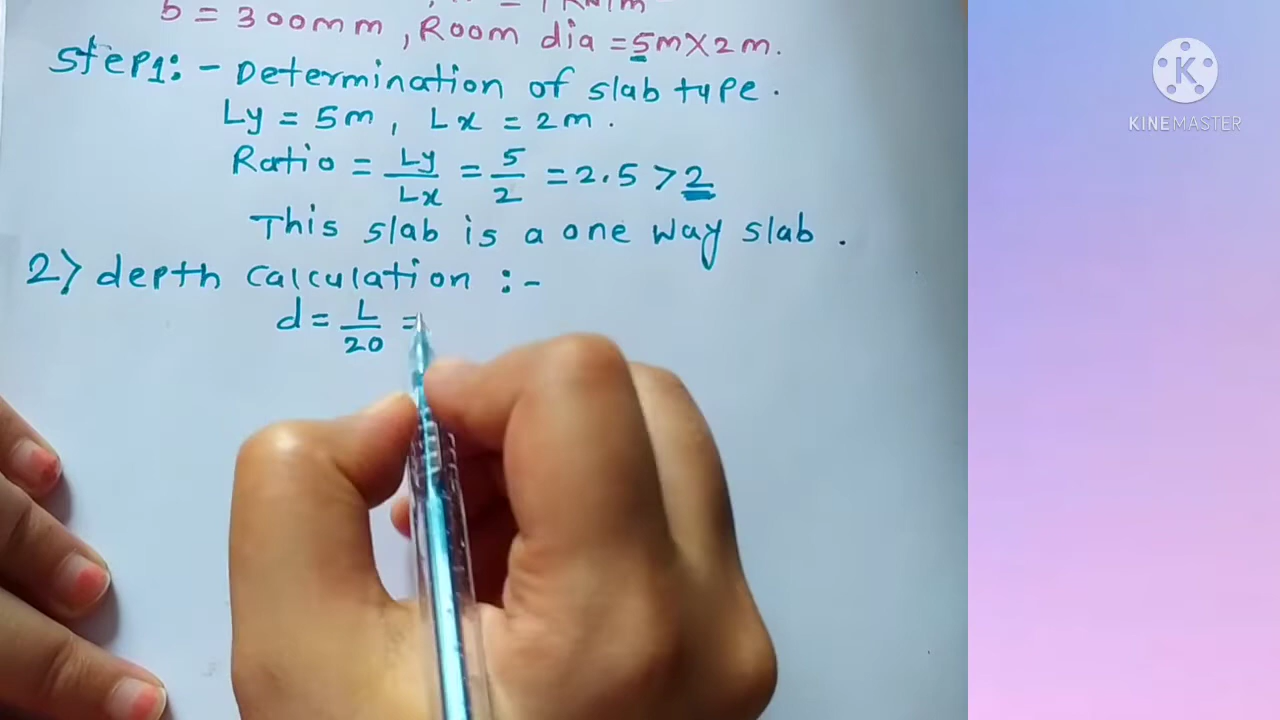 b = 300mm, Room dia = 5m X 2m.
Step1: - Determination of slab type.
Ly = 5m, Lx = 2m.
Ratio = Ly/Lx = 5/2 = 2.5 > 2
This slab is a one way slab.
2) depth calculation :-
d = L/20 =
K
KINEMASTER